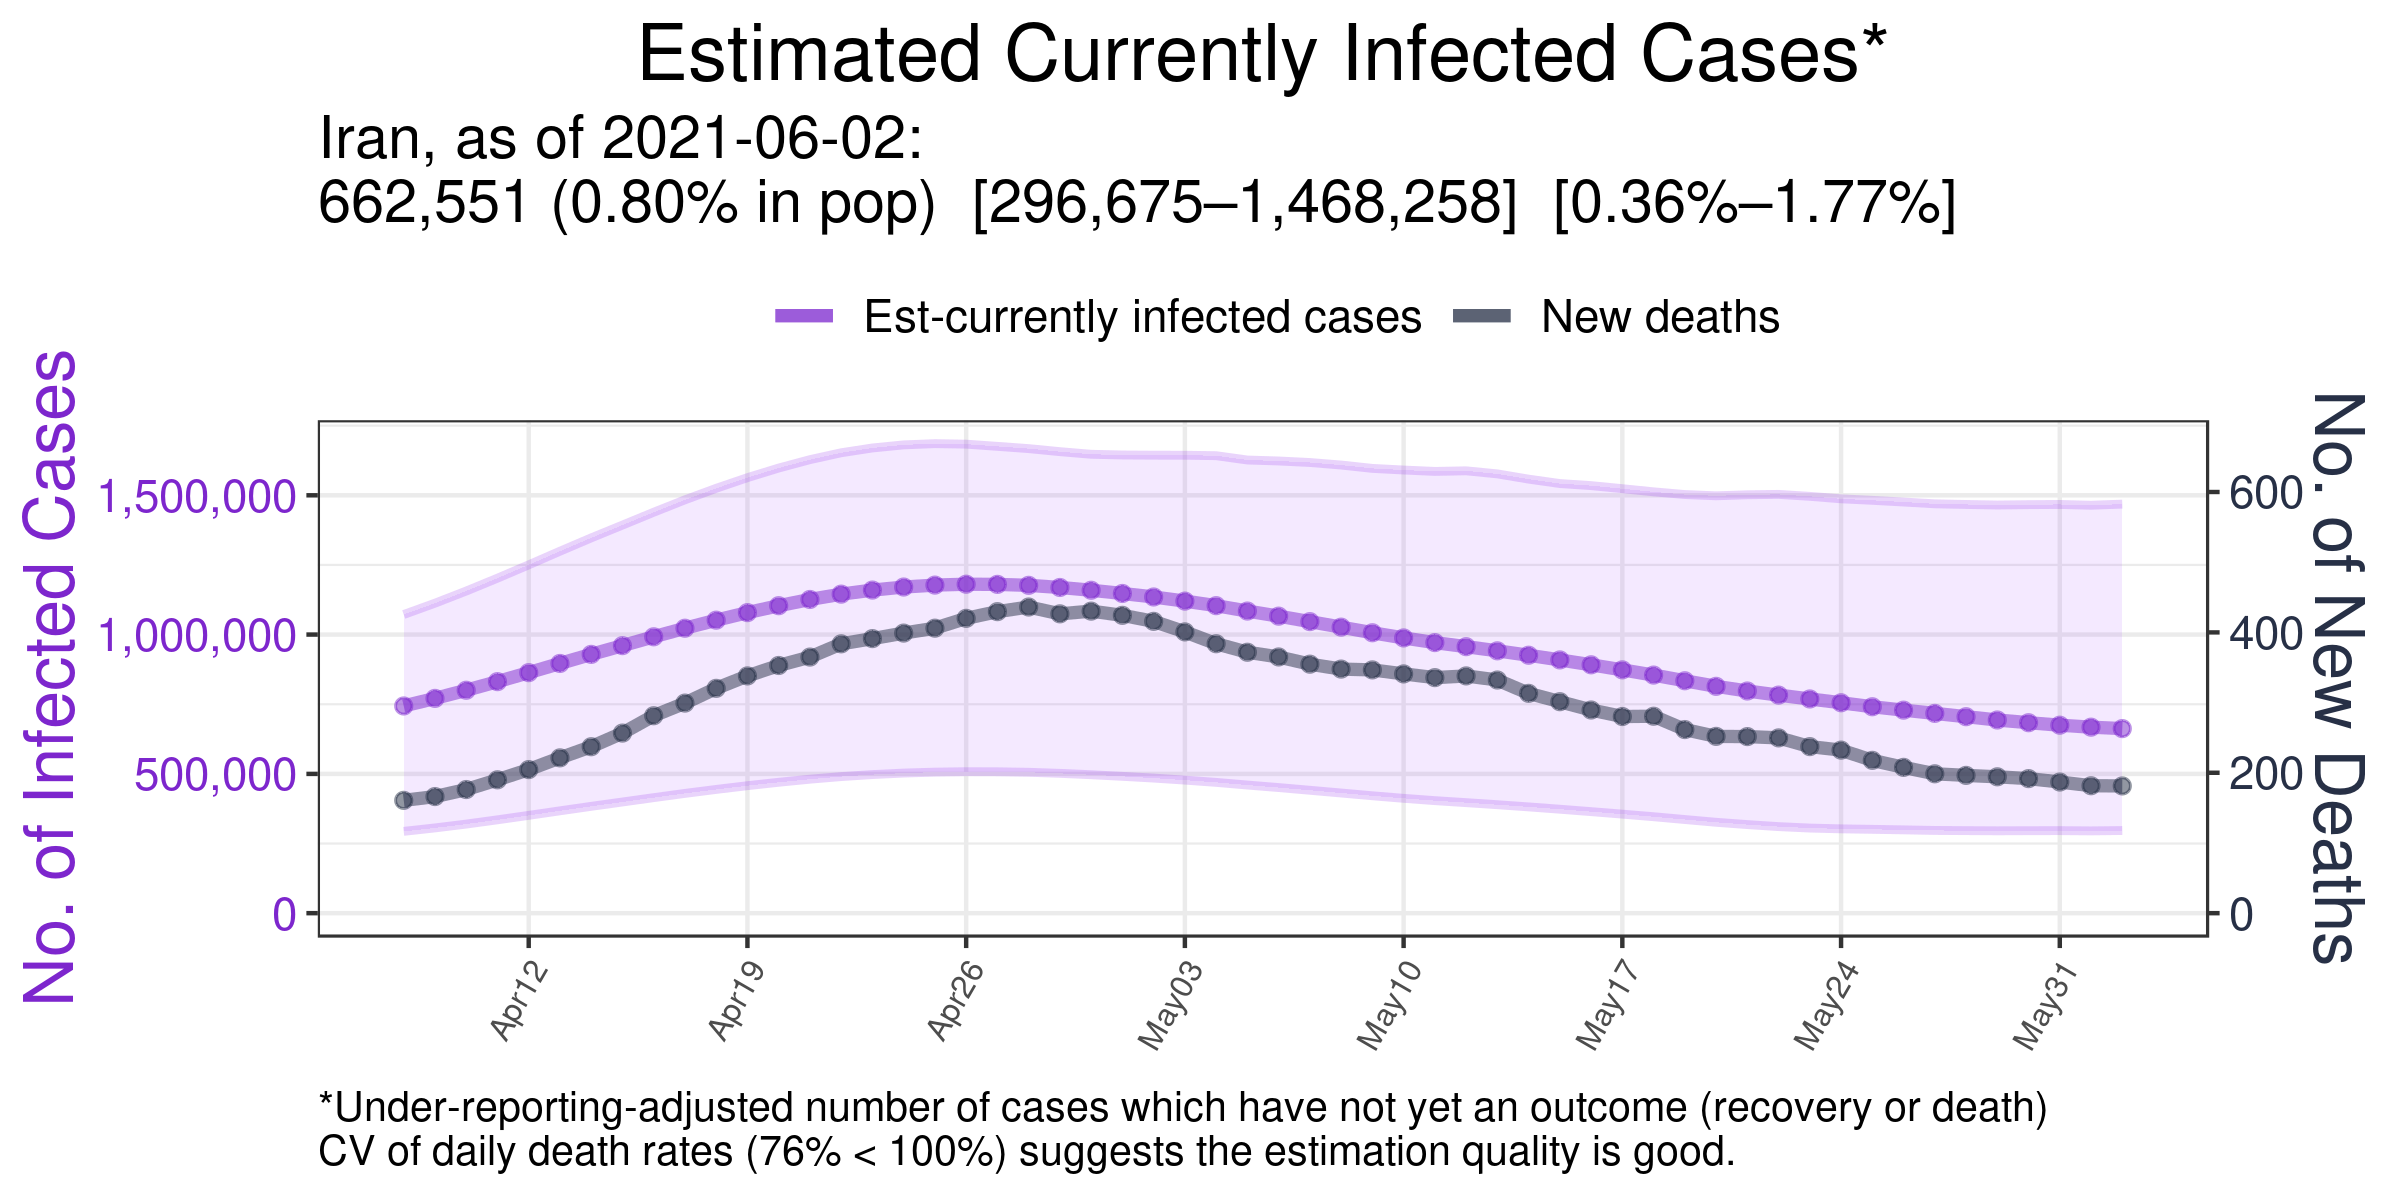 Estimated Currently Infected Cases*
Iran, as of 2021-06-02:
662,551 (0.80% in pop) [296,675–1,468,258] [0.36%–1.77%]
Est-currently infected cases
New deaths
No. of Infected Cases
1,500,000
1,000,000
500,000
0
600
400
200
0
No. of New Deaths
Apr12
Apr19
Apr26
May03
May10
May17
May24
May31
*Under-reporting-adjusted number of cases which have not yet an outcome (recovery or death)
CV of daily death rates (76% < 100%) suggests the estimation quality is good.